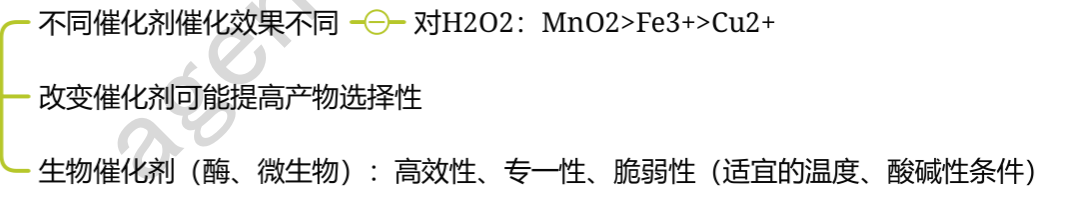 不同催化剂催化效果不同 对H2O2：MnO2>Fe3+>Cu2+
改变催化剂可能提高产物选择性
生物催化剂（酶、微生物）：高效性、专一性、脆弱性（适宜的温度、酸碱性条件）